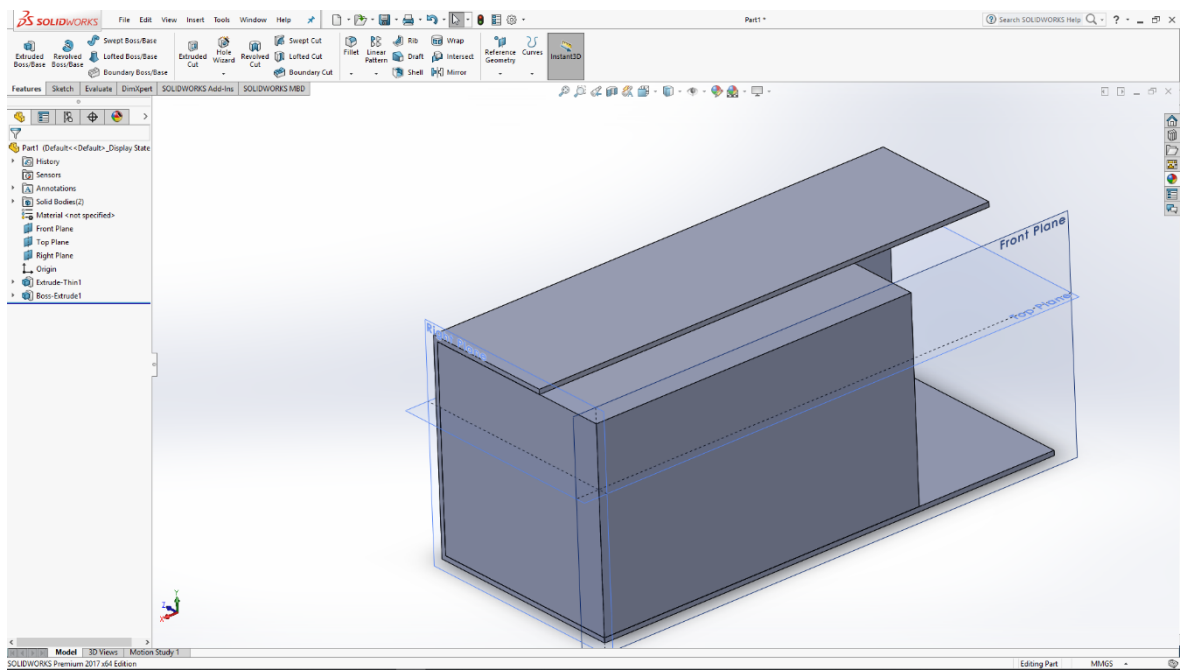 SOLIDWORKS File Edit View Insert Tools Window Help Part1 * Search SOLIDWORKS Help ?
Extruded Boss/Base
Revolved Boss/Base
Swept Boss/Base
Lofted Boss/Base
Boundary Boss/Base
Extruded Cut
Hole Wizard
Revolved Cut
Swept Cut
Lofted Cut
Boundary Cut
Fillet
Linear Pattern
Rib
Draft
Shell
Wrap
Intersect
Mirror
Reference Geometry
Curves
Instant3D
Features Sketch Evaluate DimXpert SOLIDWORKS Add-Ins SOLIDWORKS MBD
Part1 (Default<<Default>_Display State
History
Sensors
Annotations
Solid Bodies(2)
Material <not specified>
Front Plane
Top Plane
Right Plane
Origin
Extrude-Thin1
Boss-Extrude1
Front Plane
Top Plane
Right Plane
Y
Z
X
Model 3D Views Motion Study 1
SOLIDWORKS Premium 2017 x64 Edition Editing Part MMGS